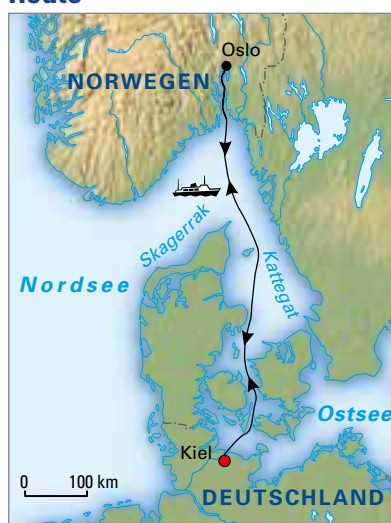 Route
Oslo
NORWEGEN
Skagerrak
Kattegat
Nordsee
Ostsee
Kiel
0 100 km
DEUTSCHLAND